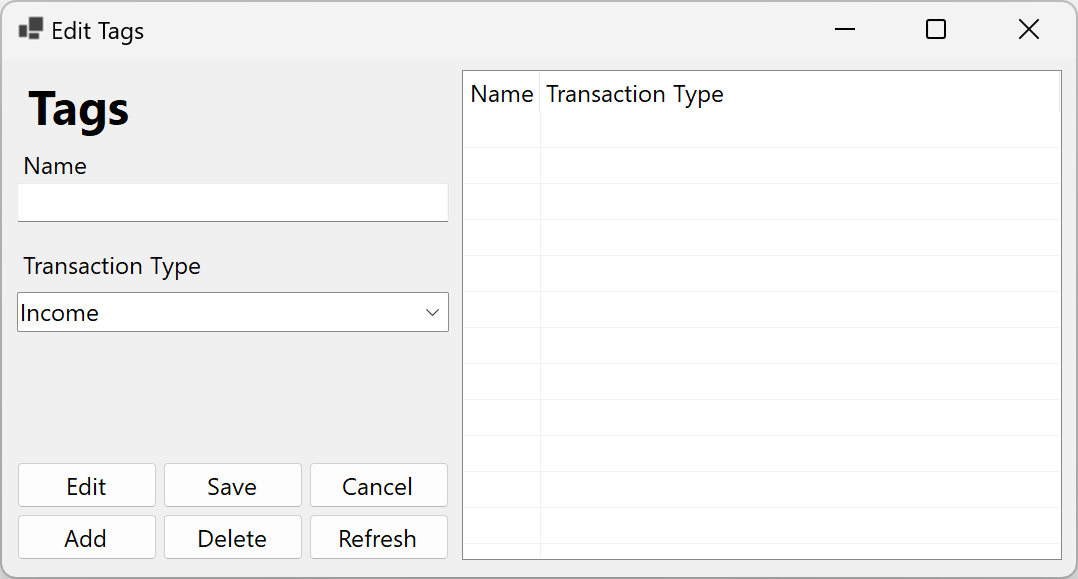 Edit Tags
Tags
Name
Transaction Type
Income
Edit Save Cancel
Add Delete Refresh
Name Transaction Type